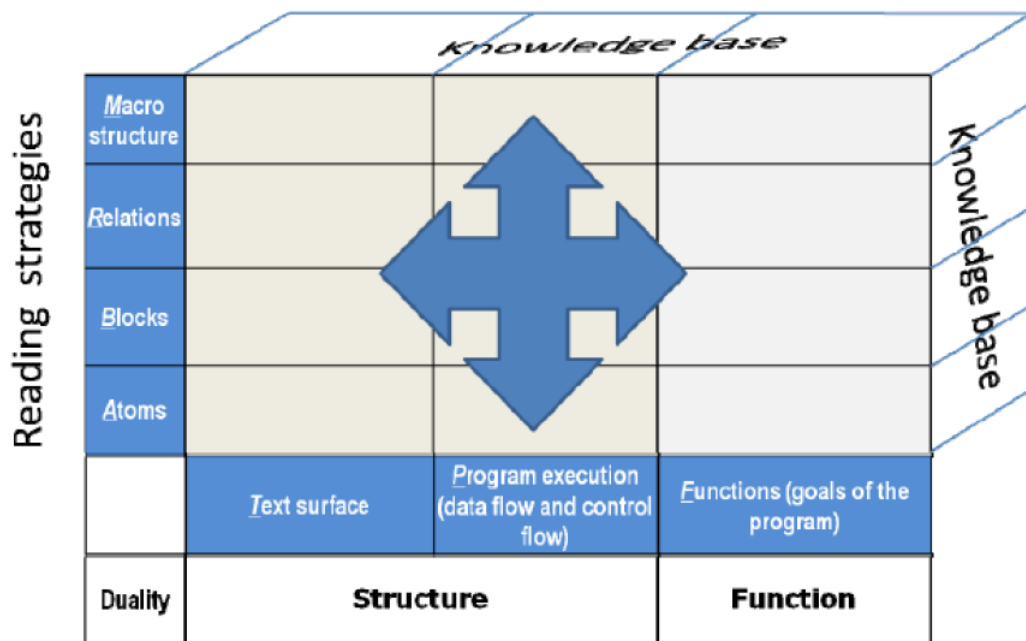 Knowledge base
Reading strategies
Macro
structure
Relations
Blocks
Atoms
Knowledge base
Text surface
Program execution
(data flow and control
flow)
Functions (goals of the
program)
Duality
Structure
Function